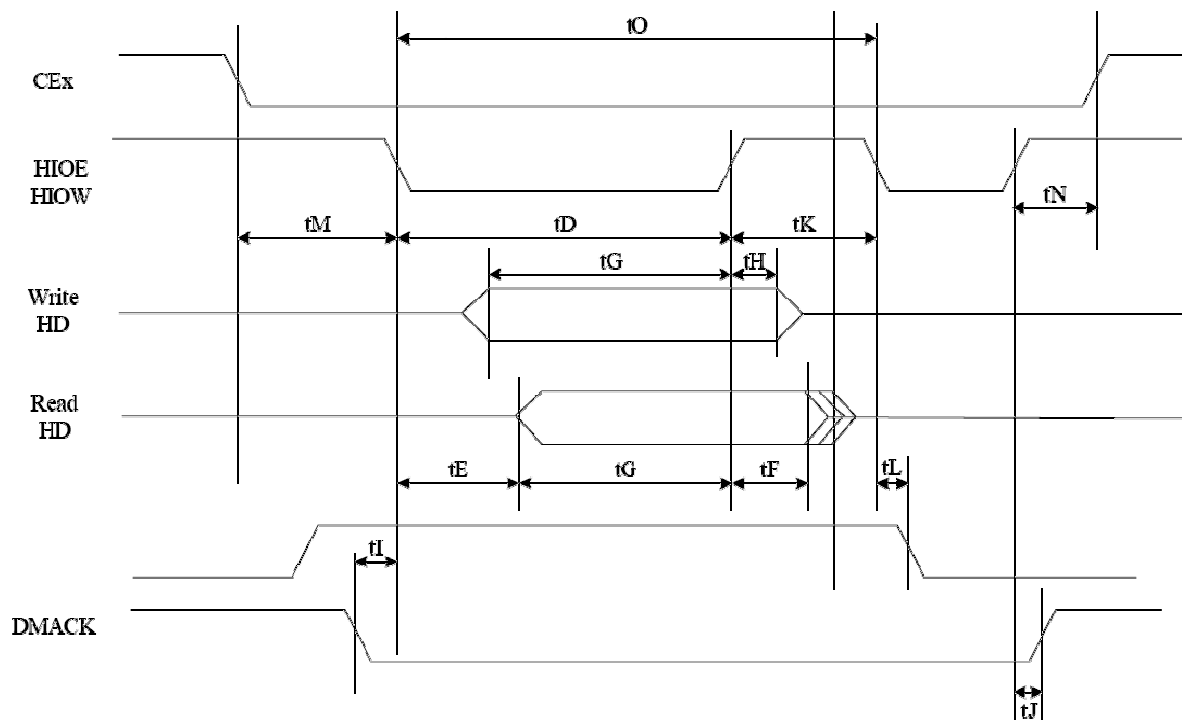 tO
CEx
HIOE
HIOW
tN
tM
tD
tK
tG
tH
Write
HD
Read
HD
tE
tG
tF
tL
tI
DMACK
tJ